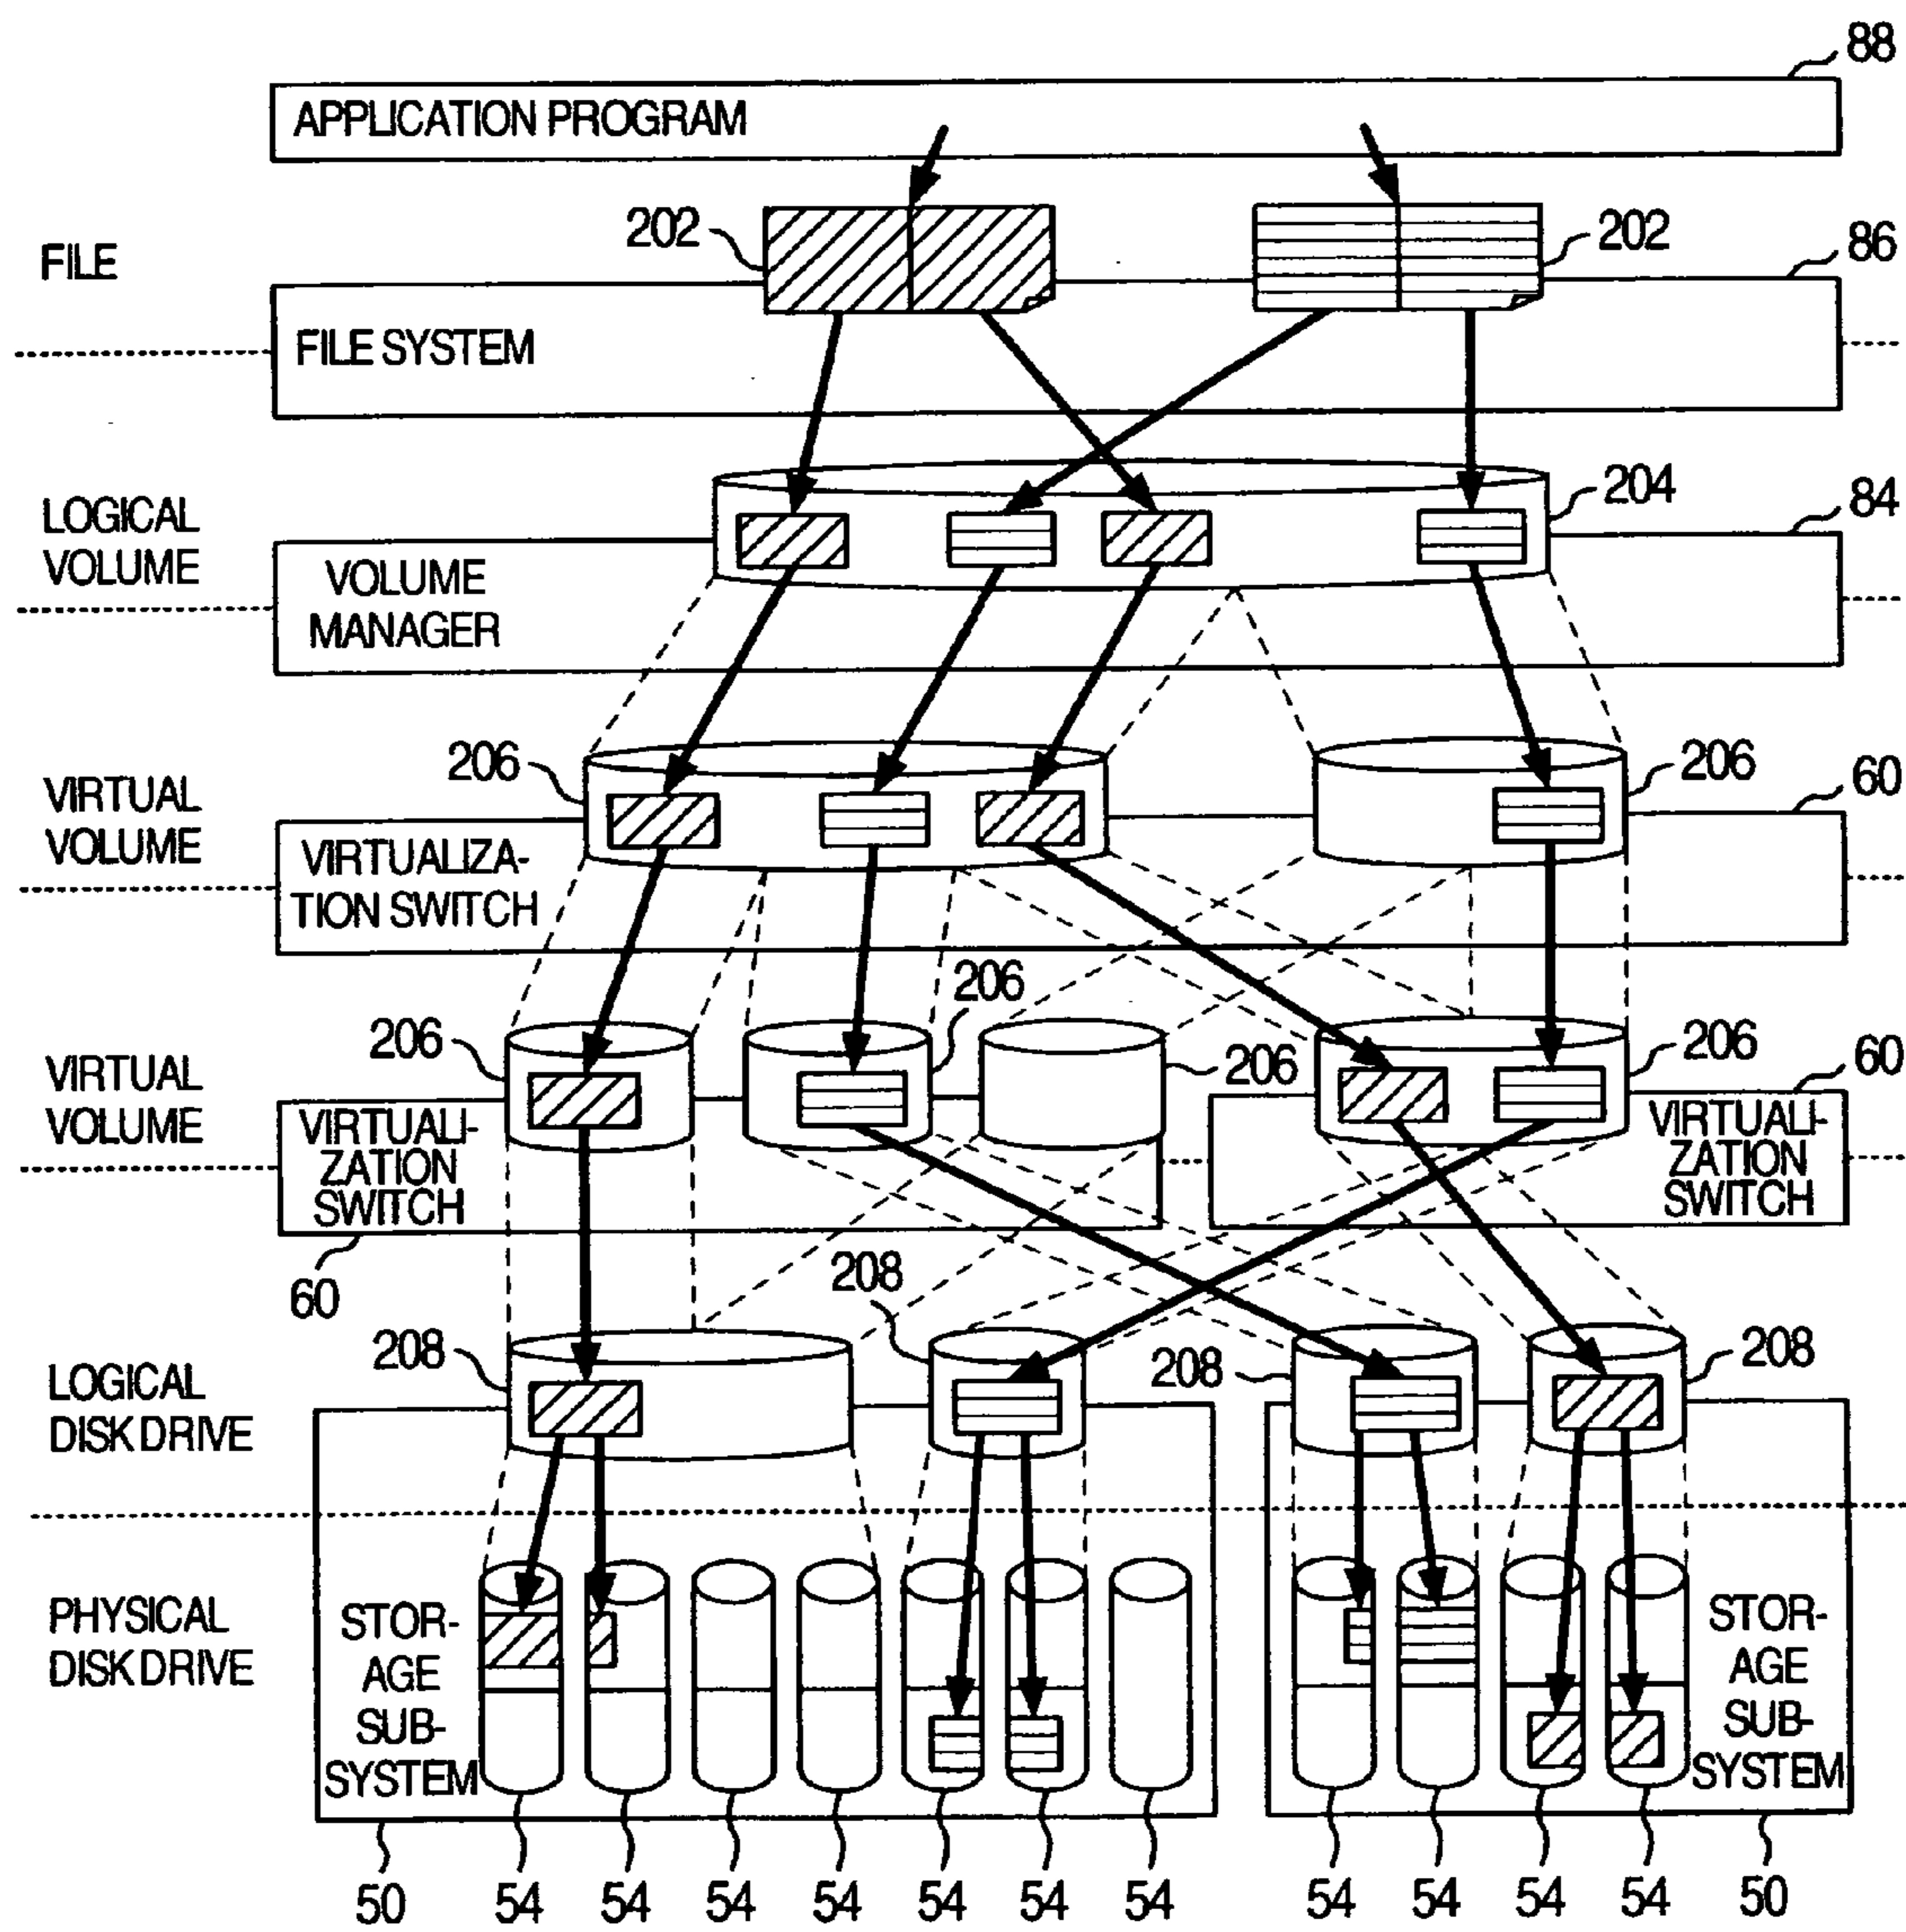 88
APPLICATION PROGRAM
202
202
86
FILE
FILE SYSTEM
204
84
LOGICAL
VOLUME
VOLUME
MANAGER
206
206
60
VIRTUAL
VOLUME
VIRTUALIZA-
TION SWITCH
206
206
206
206
60
VIRTUAL
VOLUME
VIRTUALI-
ZATION
SWITCH
VIRTUALI-
ZATION
SWITCH
60
208
208
208
208
LOGICAL
DISK DRIVE
PHYSICAL
DISK DRIVE
STOR-
AGE
SUB-
SYSTEM
STOR-
AGE
SUB-
SYSTEM
50 54 54 54 54 54 54 54 54 54 54 54 50